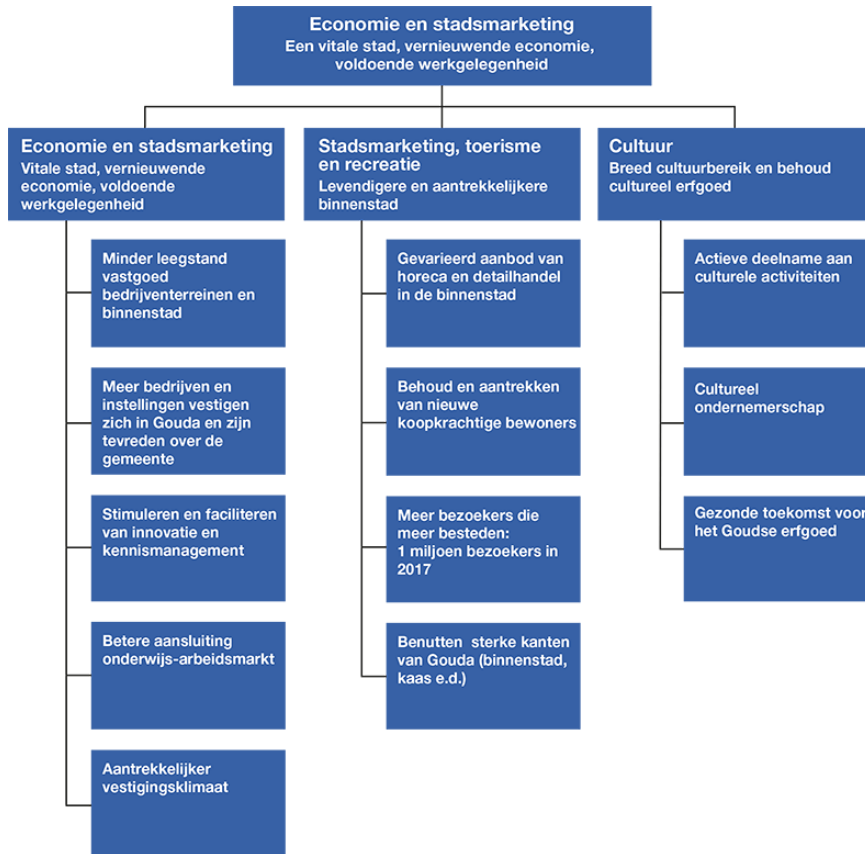 Economie en stadsmarketing
Een vitale stad, vernieuwende economie,
voldoende werkgelegenheid
Economie en stadsmarketing
Vitale stad, vernieuwende
economie, voldoende
werkgelegenheid
Minder leegstand
vastgoed
bedrijventerreinen en
binnenstad
Meer bedrijven en
instellingen vestigen
zich in Gouda en zijn
tevreden over de
gemeente
Stimuleren en faciliteren
van innovatie en
kennismanagement
Betere aansluiting
onderwijs-arbeidsmarkt
Aantrekkelijker
vestigingsklimaat
Stadsmarketing, toerisme
en recreatie
Levendigere en aantrekkelijkere
binnenstad
Gevarieerd aanbod van
horeca en detailhandel
in de binnenstad
Behoud en aantrekken
van nieuwe
koopkrachtige bewoners
Meer bezoekers die
meer besteden:
1 miljoen bezoekers in
2017
Benutten sterke kanten
van Gouda (binnenstad,
kaas e.d.)
Cultuur
Breed cultuurbereik en behoud
cultureel erfgoed
Actieve deelname aan
culturele activiteiten
Cultureel
ondernemerschap
Gezonde toekomst voor
het Goudse erfgoed